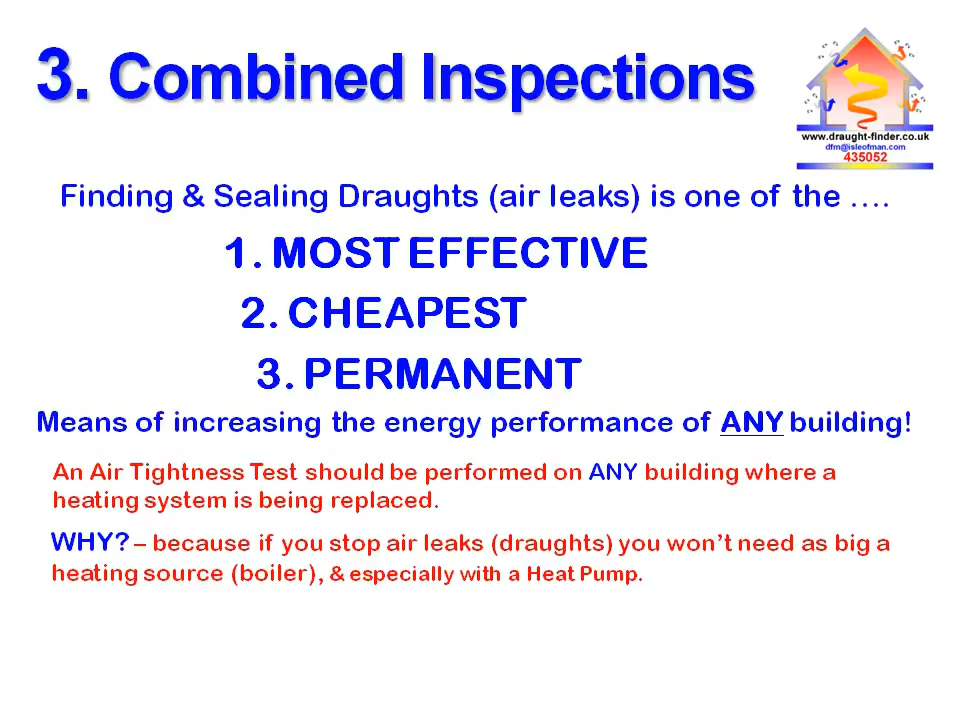 3. Combined Inspections
www.draught-finder.co.uk
dfm@isleofman.com
435052
Finding & Sealing Draughts (air leaks) is one of the ....
1. MOST EFFECTIVE
2. CHEAPEST
3. PERMANENT
Means of increasing the energy performance of ANY building!
An Air Tightness Test should be performed on ANY building where a
heating system is being replaced.
WHY? – because if you stop air leaks (draughts) you won’t need as big a
heating source (boiler), & especially with a Heat Pump.